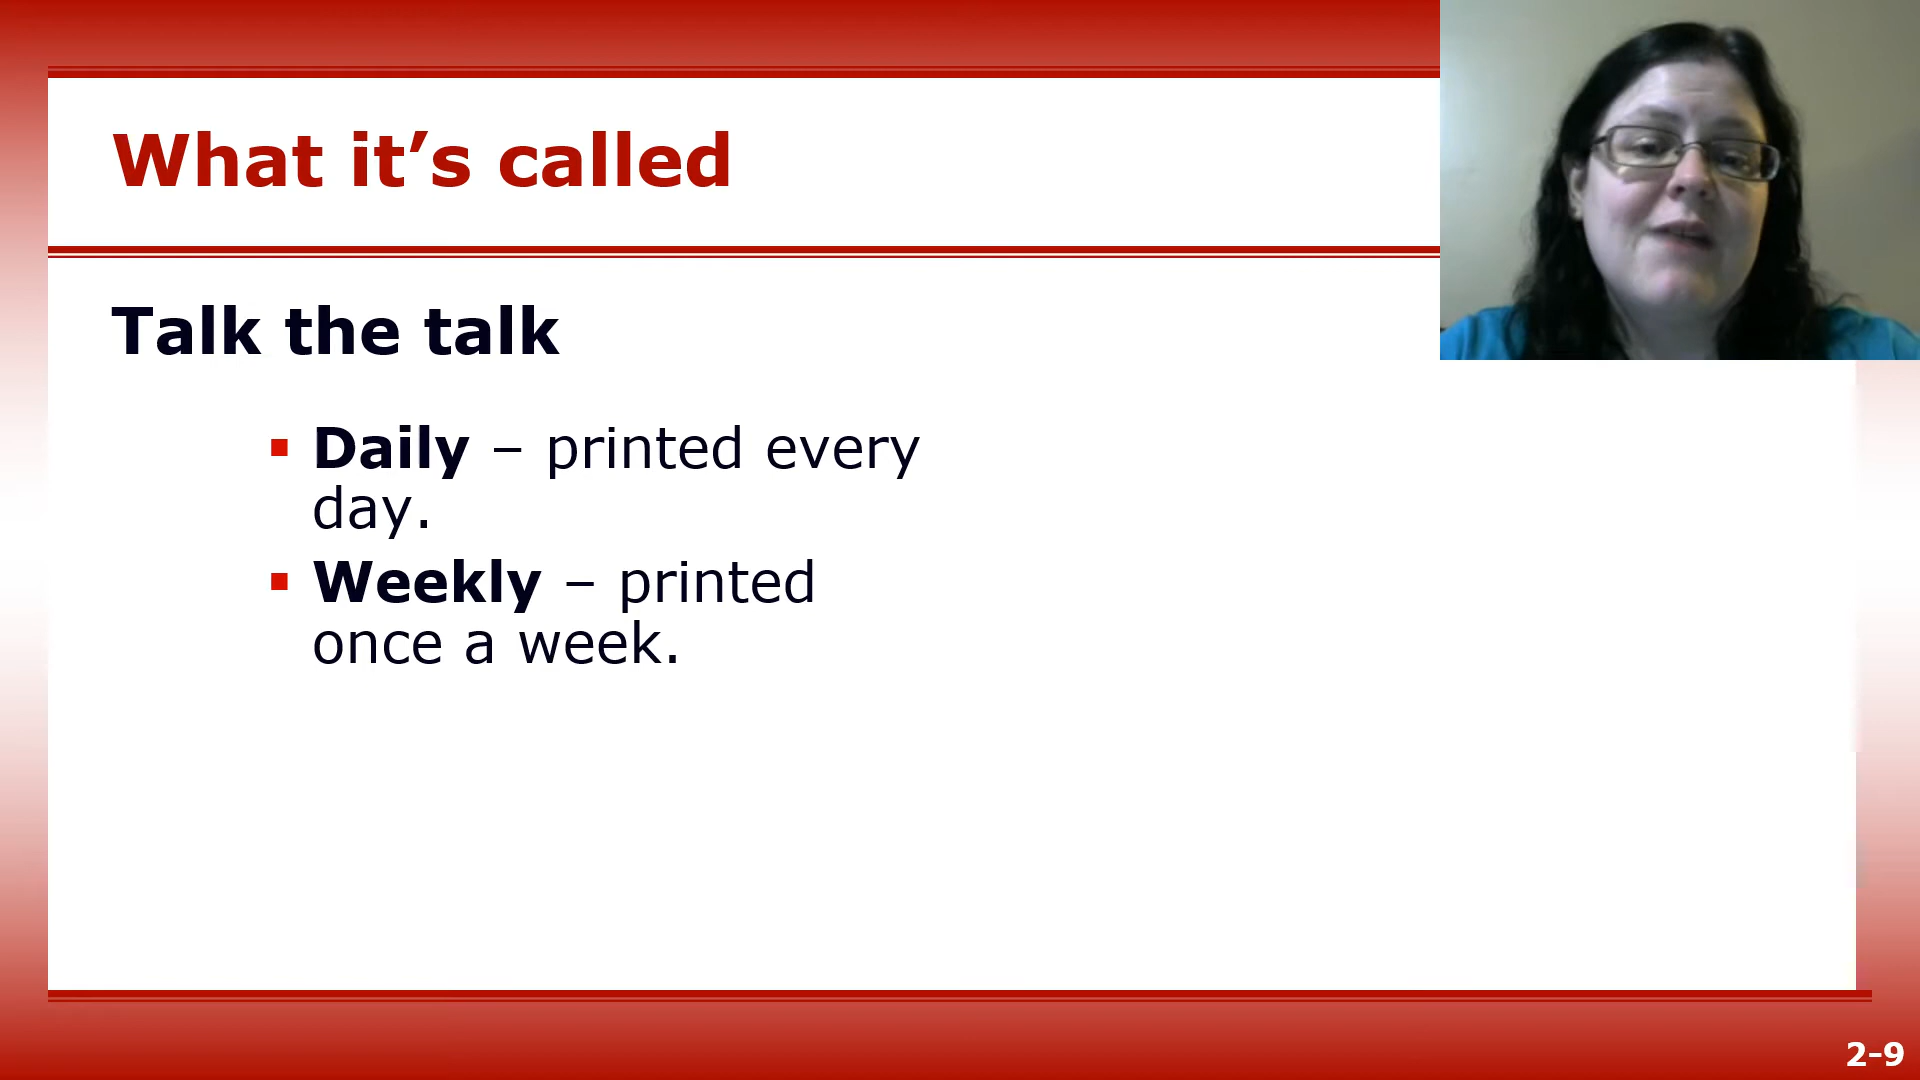 What it’s called
Talk the talk
▪ Daily – printed every
day.
▪ Weekly – printed
once a week.
2-9